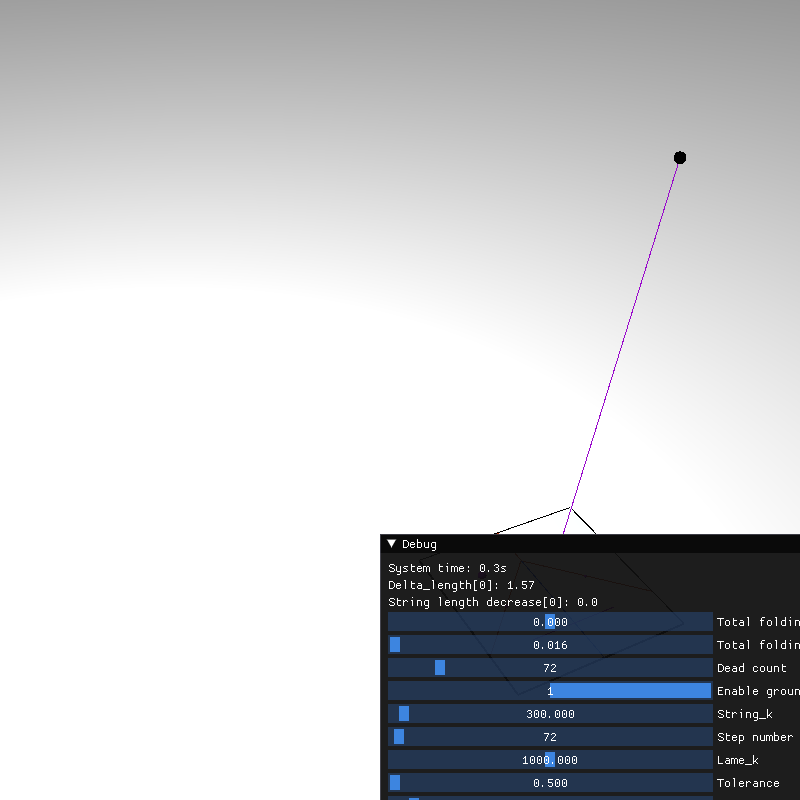 Debug
System time: 0.3s
Delta_length[0]: 1.57
String length decrease[0]: 0.0
0.000 Total foldin
0.016 Total foldin
72 Dead count
1 Enable groun
300.000 String_k
72 Step number
1000.000 Lame_k
0.500 Tolerance